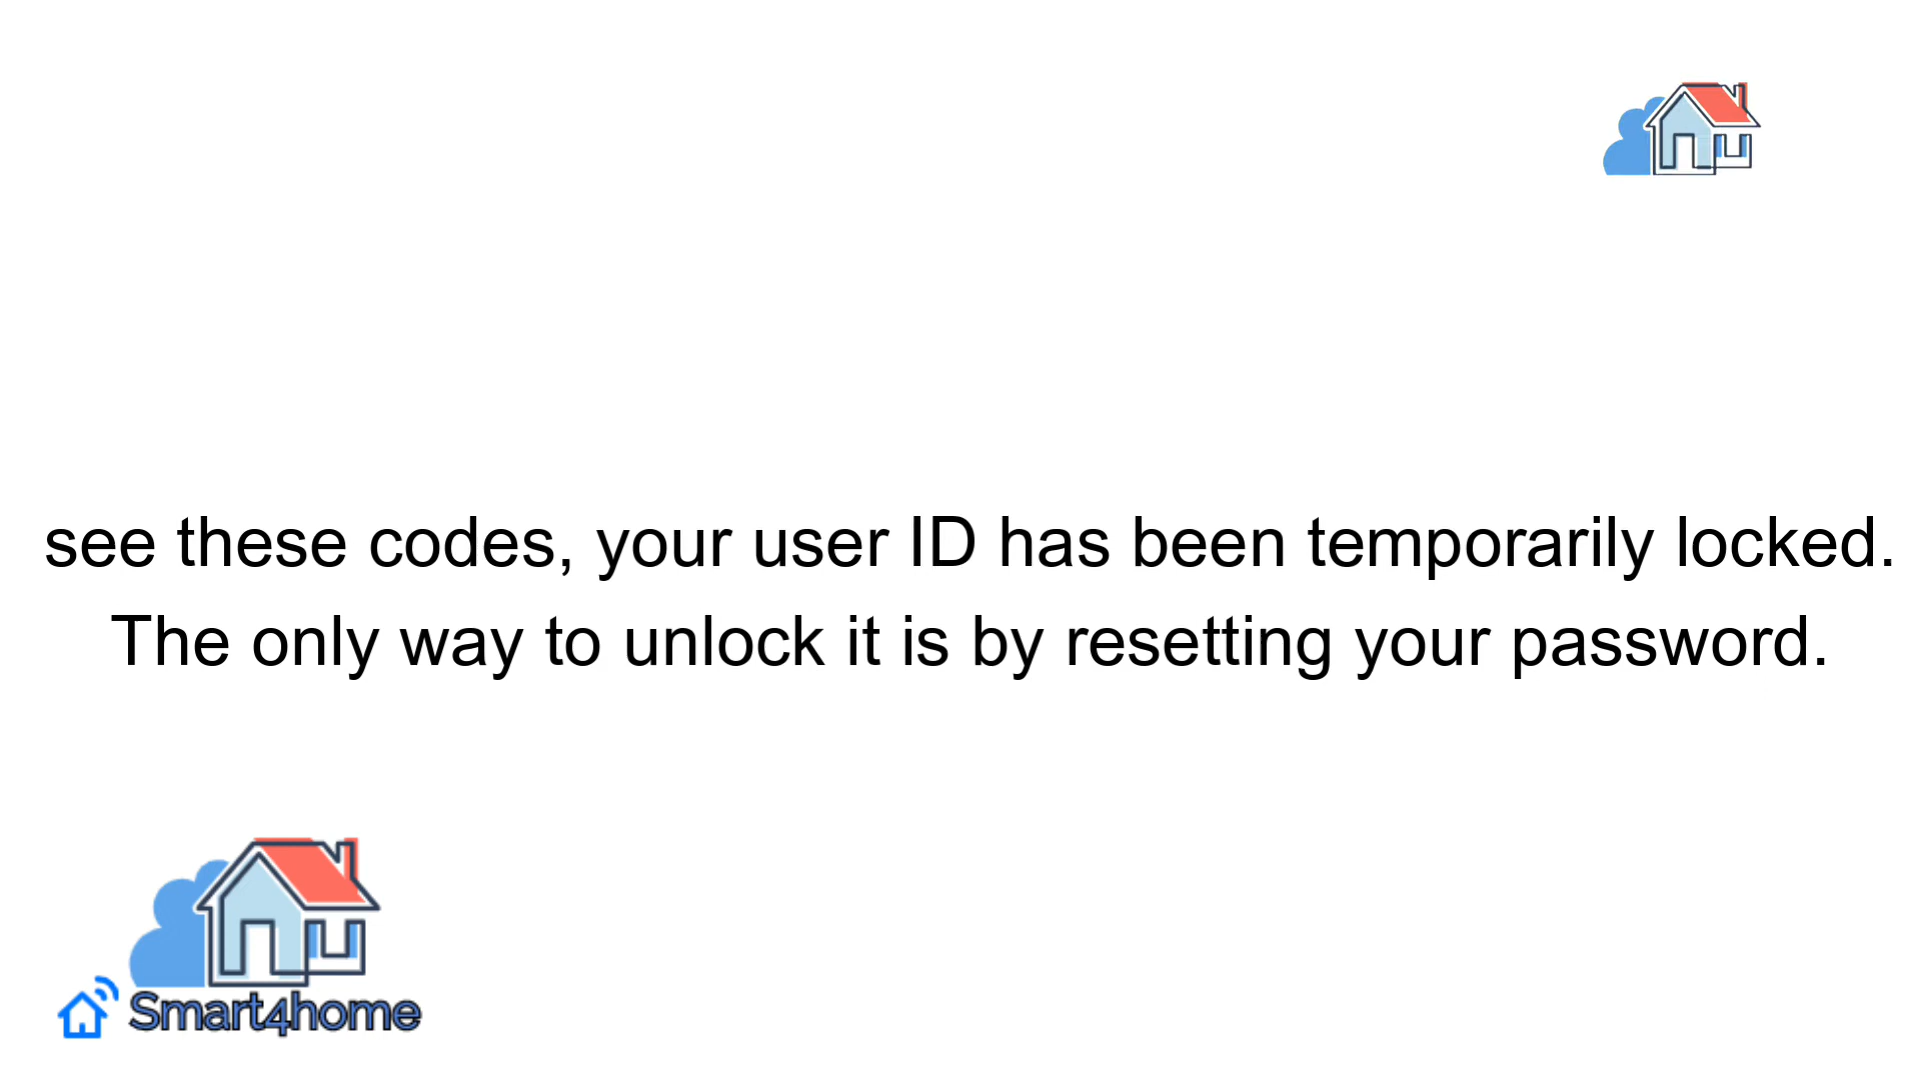 see these codes, your user ID has been temporarily locked.
The only way to unlock it is by resetting your password.
Smart4home